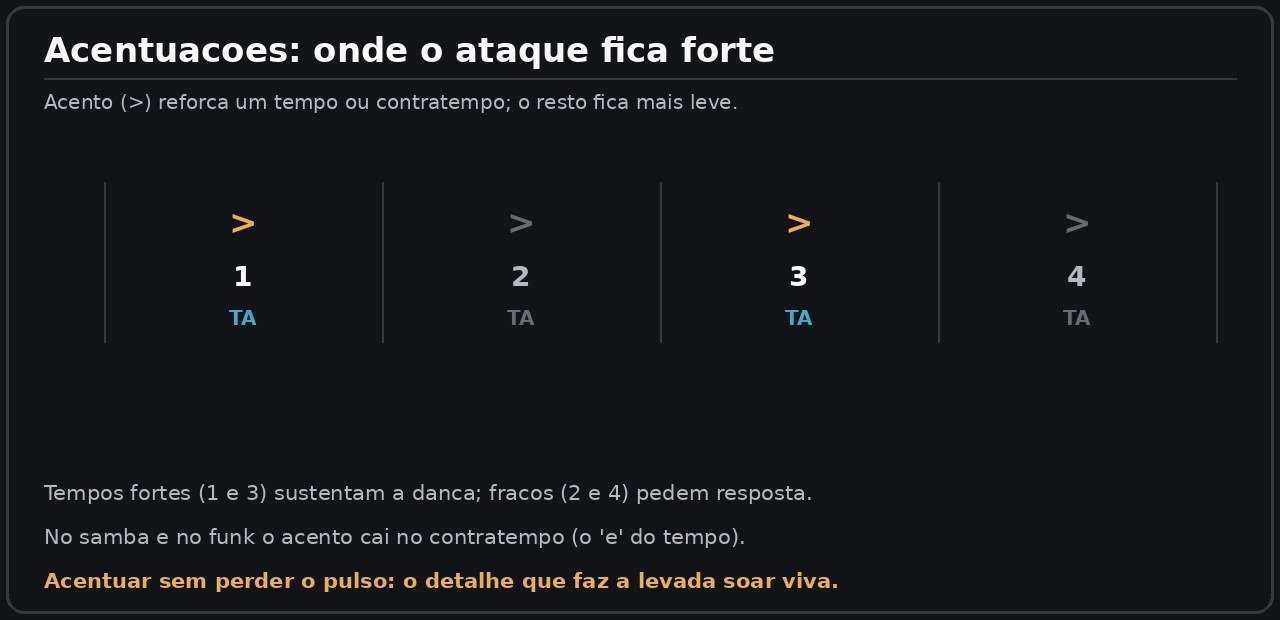 Acentuacoes: onde o ataque fica forte
Acento (>) reforca um tempo ou contratempo; o resto fica mais leve.
> > > >
1 2 3 4
TA TA TA TA
Tempos fortes (1 e 3) sustentam a danca; fracos (2 e 4) pedem resposta.
No samba e no funk o acento cai no contratempo (o 'e' do tempo).
Acentuar sem perder o pulso: o detalhe que faz a levada soar viva.